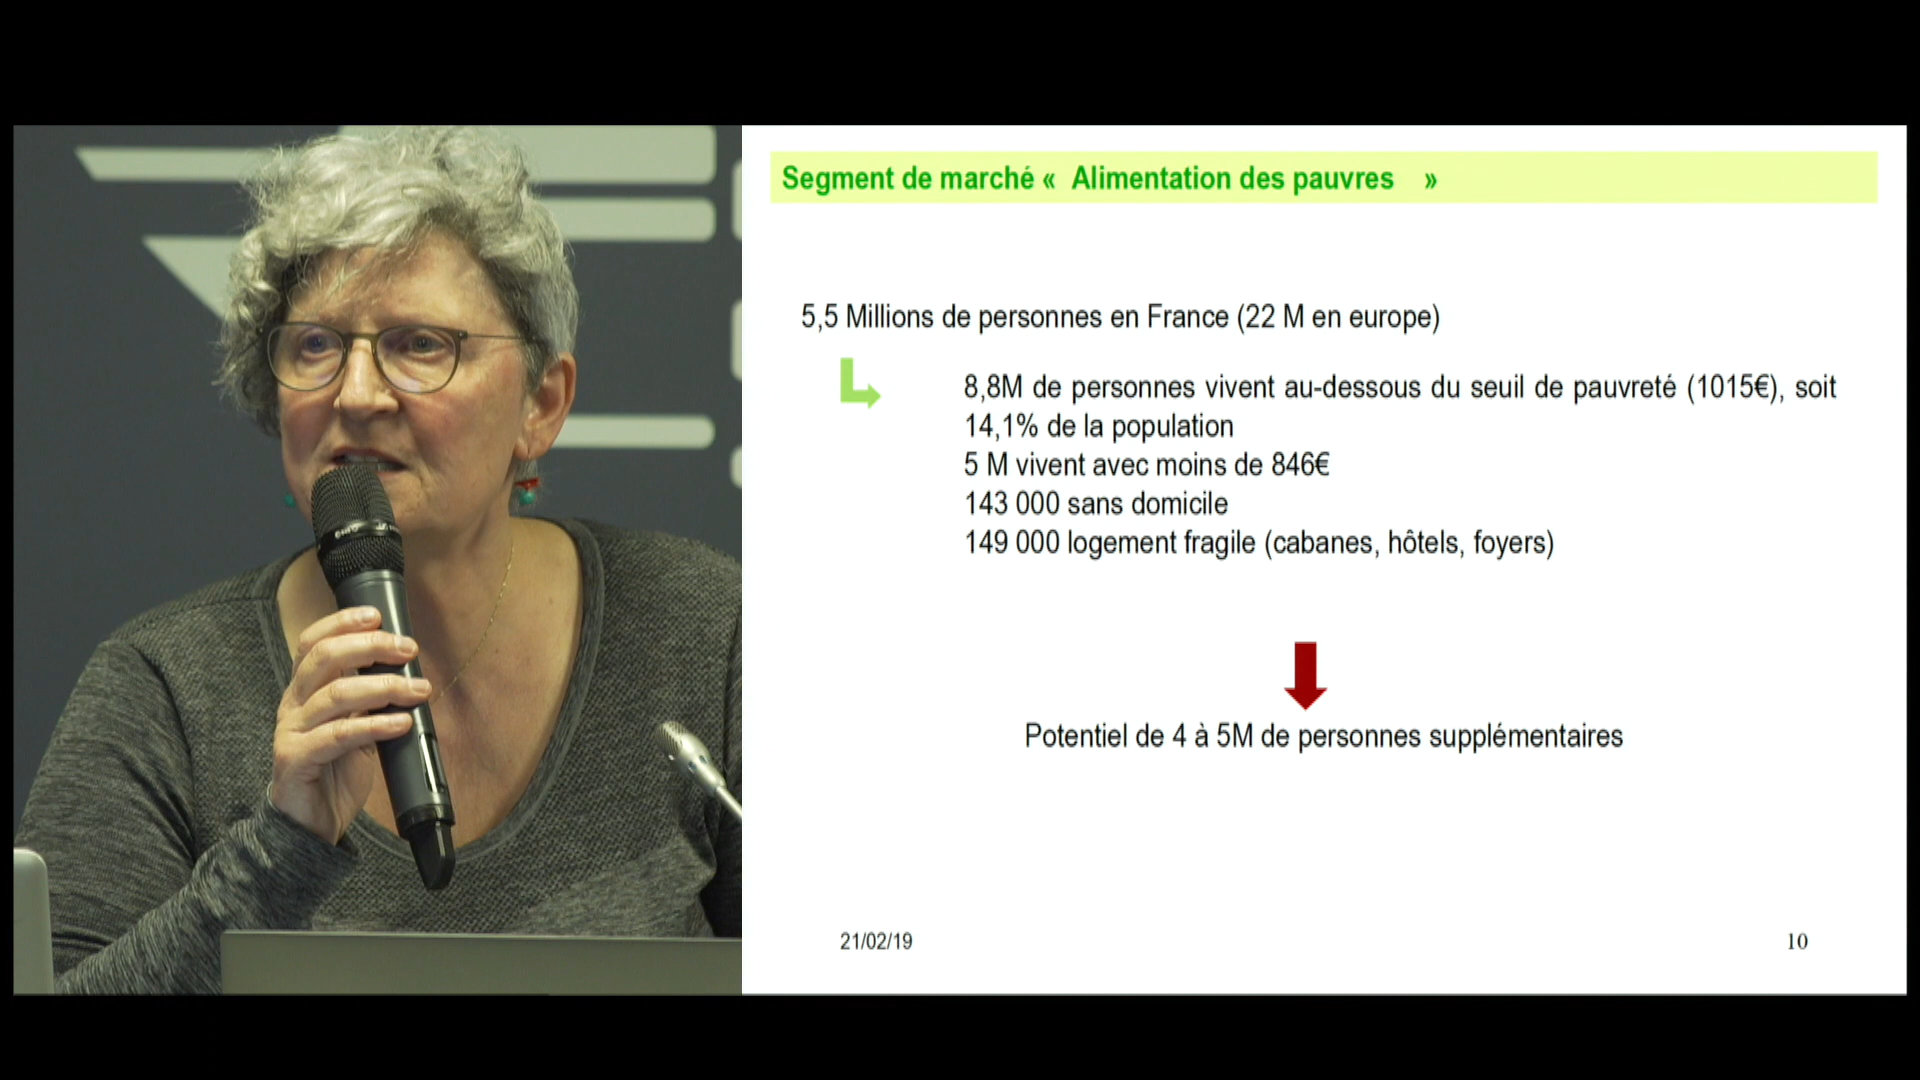 Segment de marché « Alimentation des pauvres »
5,5 Millions de personnes en France (22 M en europe)
8,8M de personnes vivent au-dessous du seuil de pauvreté (1015€), soit
14,1% de la population
5 M vivent avec moins de 846€
143 000 sans domicile
149 000 logement fragile (cabanes, hôtels, foyers)
Potentiel de 4 à 5M de personnes supplémentaires
21/02/19
10